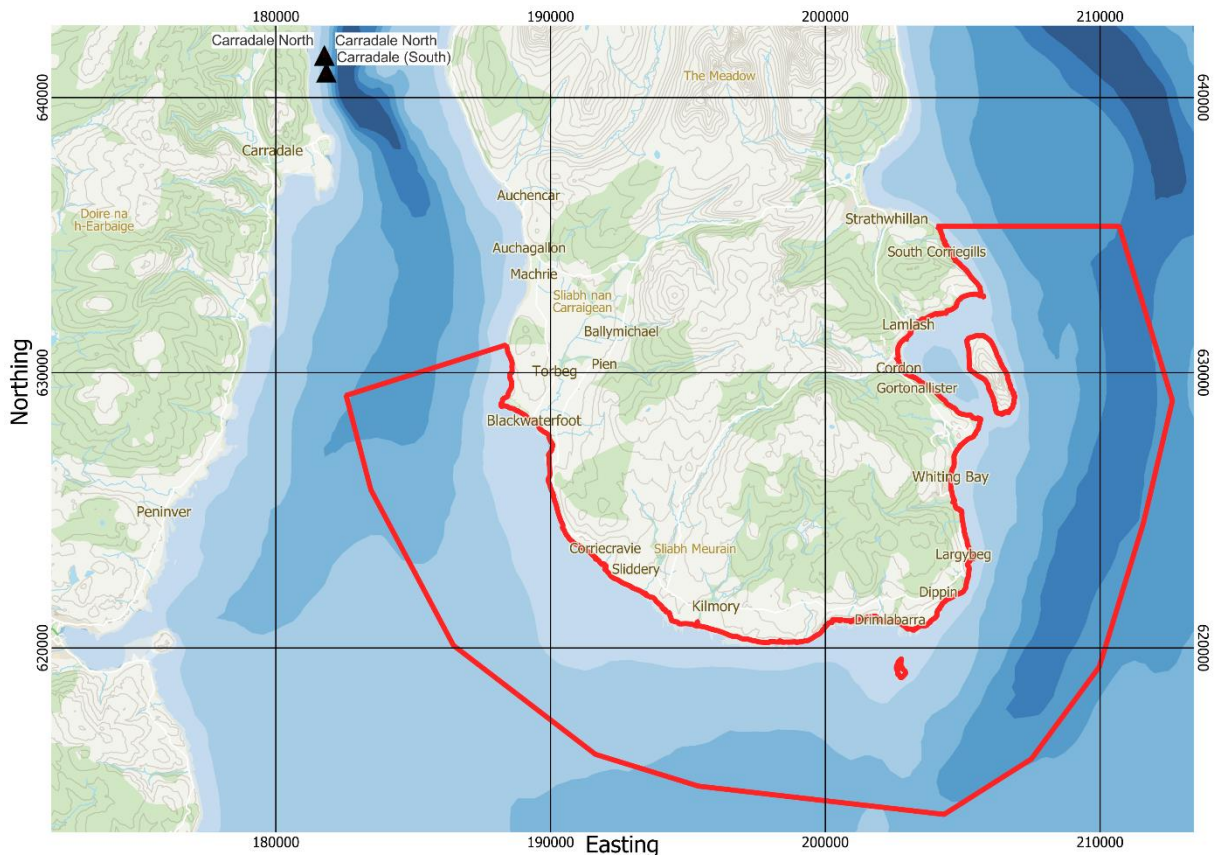 180000
190000
200000
210000
Carradale North
Carradale North
Carradale (South)
The Meadow
640000
640000
Carradale
Auchencar
Doire na
h-Earbaige
Strathwhillan
Auchagallon
South Corriegills
Machrie
Sliabh nan
Carraigean
Lamlash
Ballymichael
Northing
630000
630000
Pien
Torbeg
Cordon
Gortonallister
Blackwaterfoot
Whiting Bay
Peninver
Corriecravie
Sliabh Meurain
Largybeg
Sliddery
Dippin
Kilmory
Drimlabarra
620000
620000
180000
190000
200000
210000
Easting